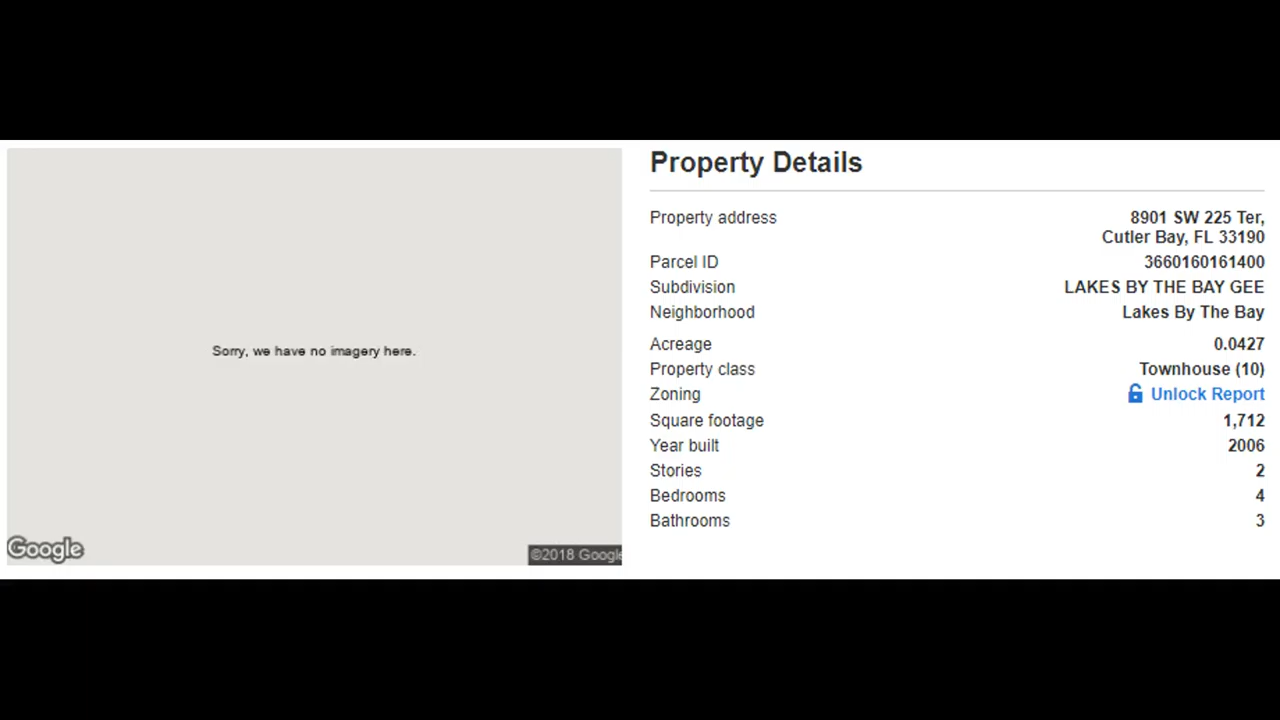 Property Details
Property address 8901 SW 225 Ter,
Cutler Bay, FL 33190
Parcel ID 3660160161400
Subdivision LAKES BY THE BAY GEE
Neighborhood Lakes By The Bay
Acreage 0.0427
Property class Townhouse (10)
Zoning Unlock Report
Square footage 1,712
Year built 2006
Stories 2
Bedrooms 4
Bathrooms 3
Sorry, we have no imagery here.
Google
©2018 Google